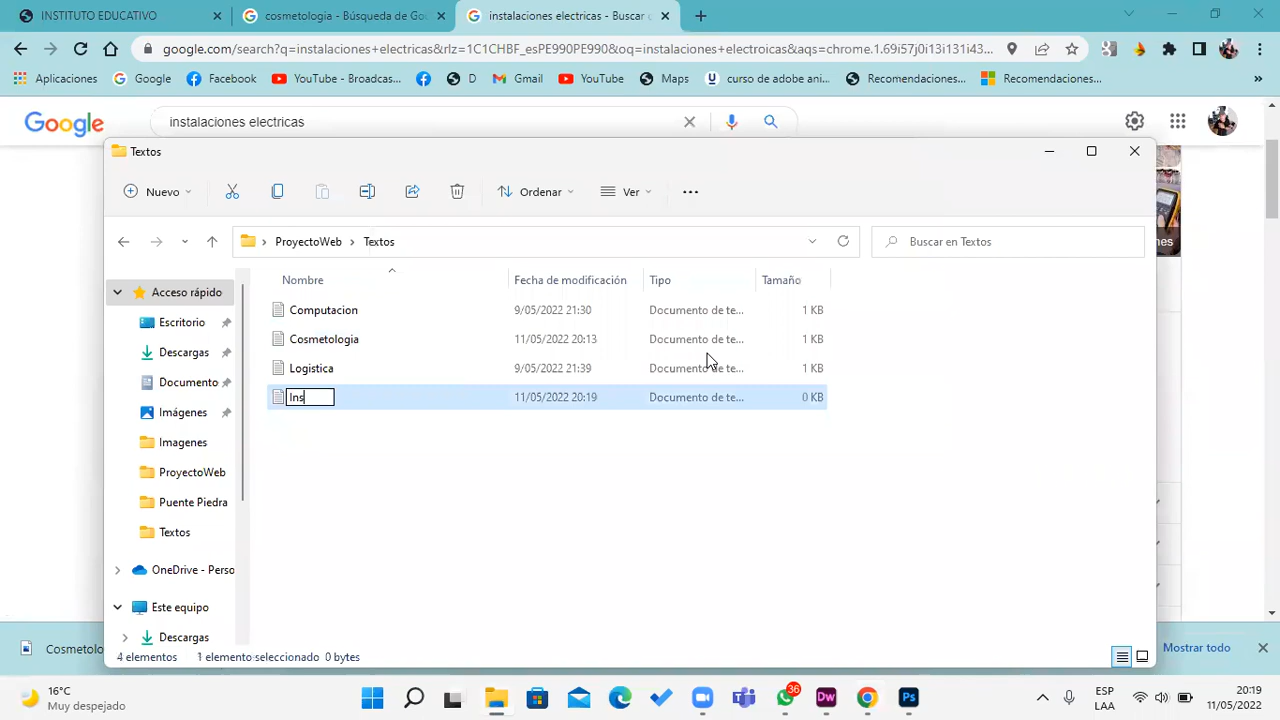 INSTITUTO EDUCATIVO
cosmetologia - Búsqueda de Go
instalaciones electricas - Buscar c
google.com/search?q=instalaciones+electricas&rlz=1C1CHBF_esPE990PE990&oq=instalaciones+electroicas&aqs=chrome.1.69i57j0i13i131i43...
Aplicaciones
Google
Facebook
YouTube - Broadcas...
D
Gmail
YouTube
Maps
curso de adobe ani...
Recomendaciones...
Recomendaciones...
»
Google
instalaciones electricas
Textos
Nuevo
Ordenar
Ver
ProyectoWeb > Textos
Buscar en Textos
Nombre
Fecha de modificación
Tipo
Tamaño
Computacion 9/05/2022 21:30 Documento de te... 1 KB
Cosmetologia 11/05/2022 20:13 Documento de te... 1 KB
Logistica 9/05/2022 21:39 Documento de te... 1 KB
Ins 11/05/2022 20:19 Documento de te... 0 KB
Acceso rápido
Escritorio
Descargas
Documento
Imágenes
Imagenes
ProyectoWeb
Puente Piedra
Textos
OneDrive - Perso
Este equipo
Descargas
4 elementos
1 elemento seleccionado 0 bytes
nes
Cosmetolo
Mostrar todo
16°C
Muy despejado
36
Dw
Ps
ESP
LAA
20:19
11/05/2022